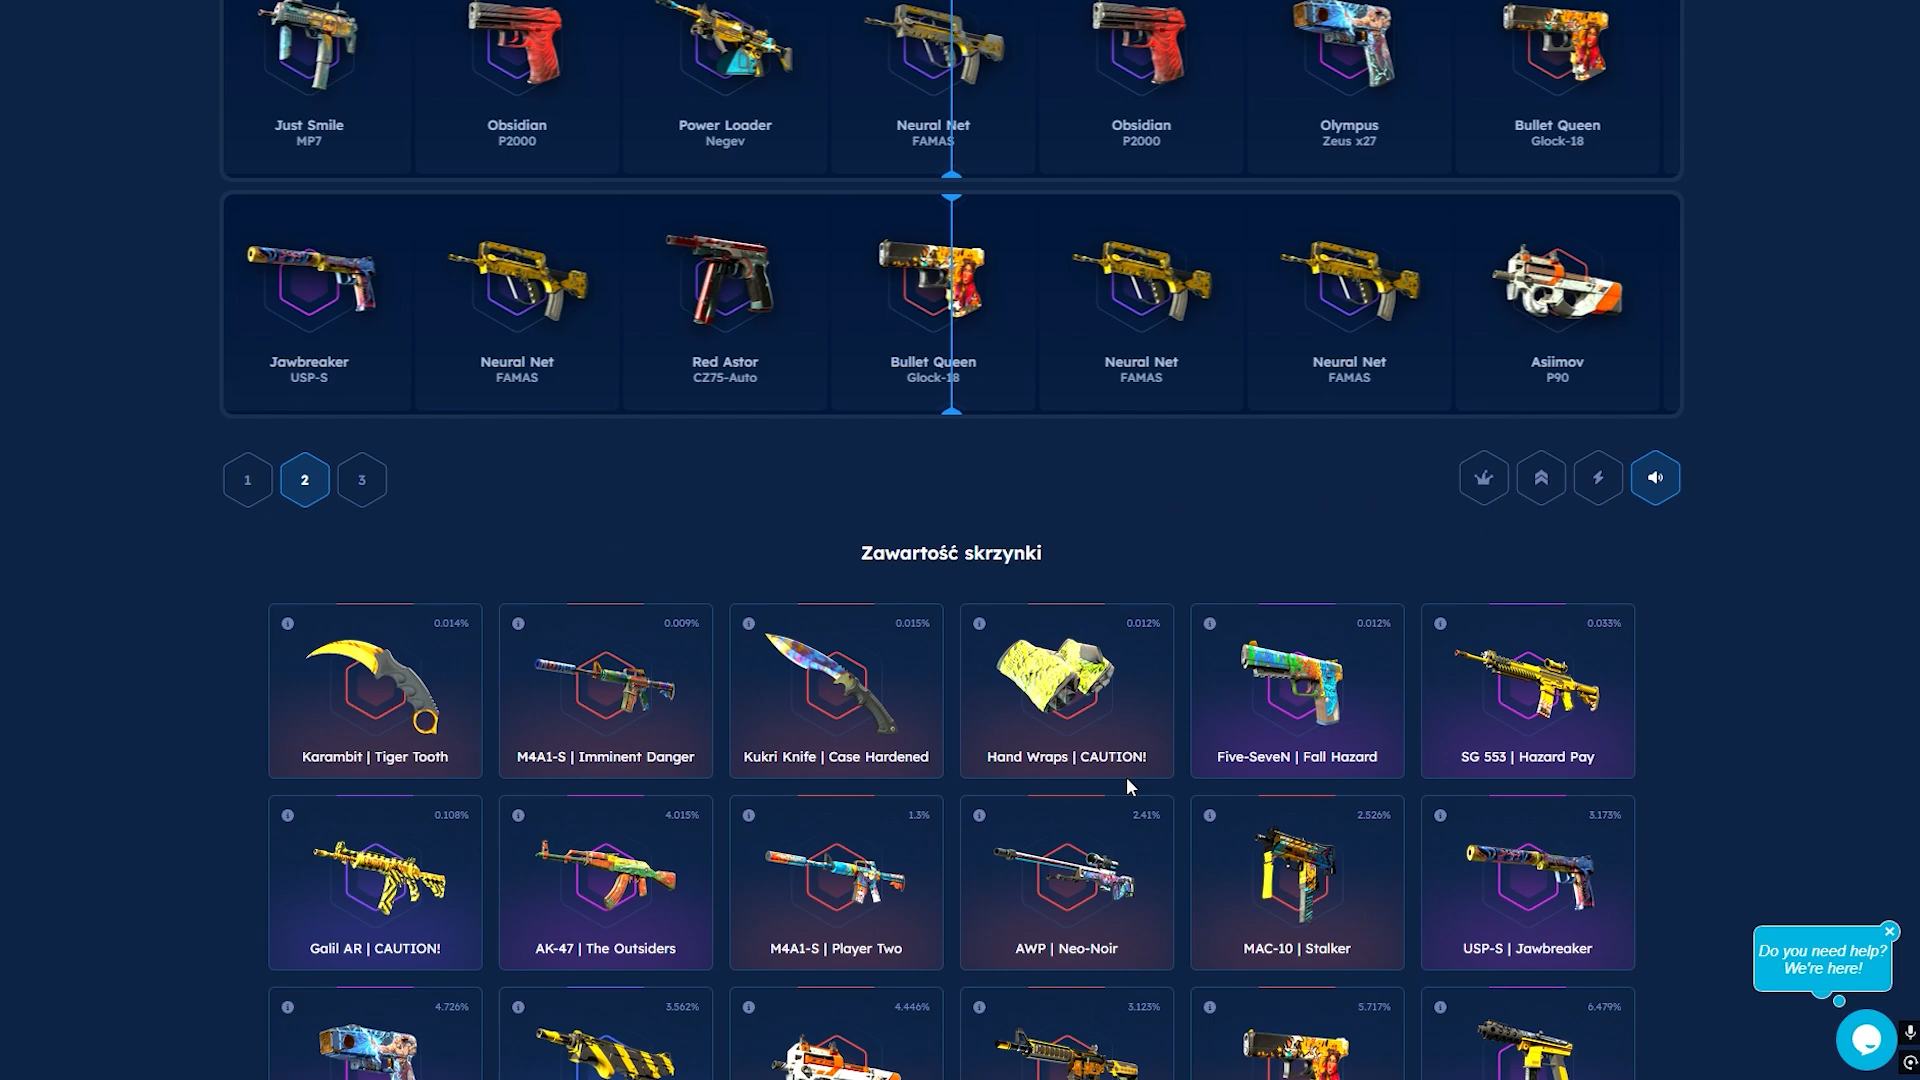 Just Smile
MP7
Obsidian
P2000
Power Loader
Negev
Neural Net
FAMAS
Obsidian
P2000
Olympus
Zeus x27
Bullet Queen
Glock-18
Jawbreaker
USP-S
Neural Net
FAMAS
Red Astor
CZ75-Auto
Bullet Queen
Glock-18
Neural Net
FAMAS
Neural Net
FAMAS
Asiimov
P90
1
2
3
Zawartość skrzynki
0.014%
Karambit | Tiger Tooth
0.009%
M4A1-S | Imminent Danger
0.015%
Kukri Knife | Case Hardened
0.012%
Hand Wraps | CAUTION!
0.012%
Five-SeveN | Fall Hazard
0.033%
SG 553 | Hazard Pay
0.108%
Galil AR | CAUTION!
4.015%
AK-47 | The Outsiders
1.3%
M4A1-S | Player Two
2.41%
AWP | Neo-Noir
2.526%
MAC-10 | Stalker
3.173%
USP-S | Jawbreaker
4.726%
3.562%
4.446%
3.123%
5.717%
6.479%
Do you need help?
We're here!